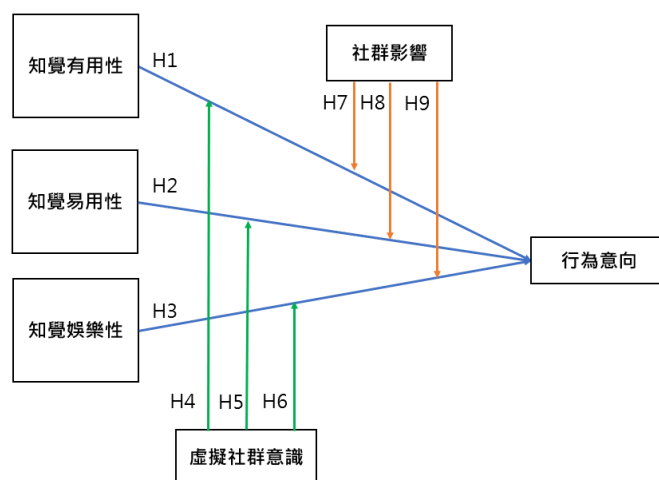 知覺有用性
H1
社群影響
H7 H8 H9
知覺易用性
H2
行為意向
知覺娛樂性
H3
H4 H5 H6
虛擬社群意識